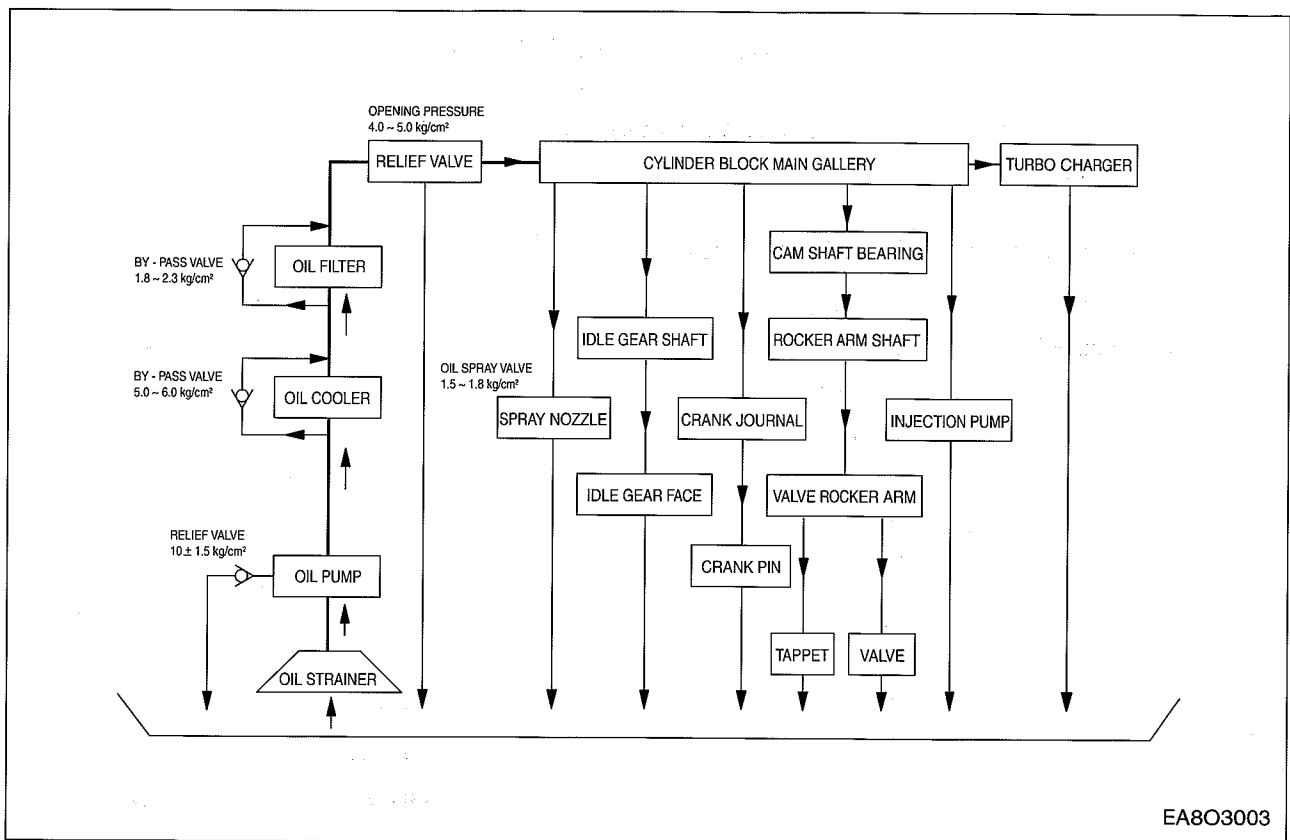 OPENING PRESSURE
4.0 ~ 5.0 kg/cm²
RELIEF VALVE
CYLINDER BLOCK MAIN GALLERY
TURBO CHARGER
BY - PASS VALVE
1.8 ~ 2.3 kg/cm²
OIL FILTER
CAM SHAFT BEARING
IDLE GEAR SHAFT
ROCKER ARM SHAFT
BY - PASS VALVE
5.0 ~ 6.0 kg/cm²
OIL COOLER
OIL SPRAY VALVE
1.5 ~ 1.8 kg/cm²
SPRAY NOZZLE
CRANK JOURNAL
INJECTION PUMP
IDLE GEAR FACE
VALVE ROCKER ARM
RELIEF VALVE
10 ± 1.5 kg/cm²
OIL PUMP
CRANK PIN
OIL STRAINER
TAPPET
VALVE
EA8O3003